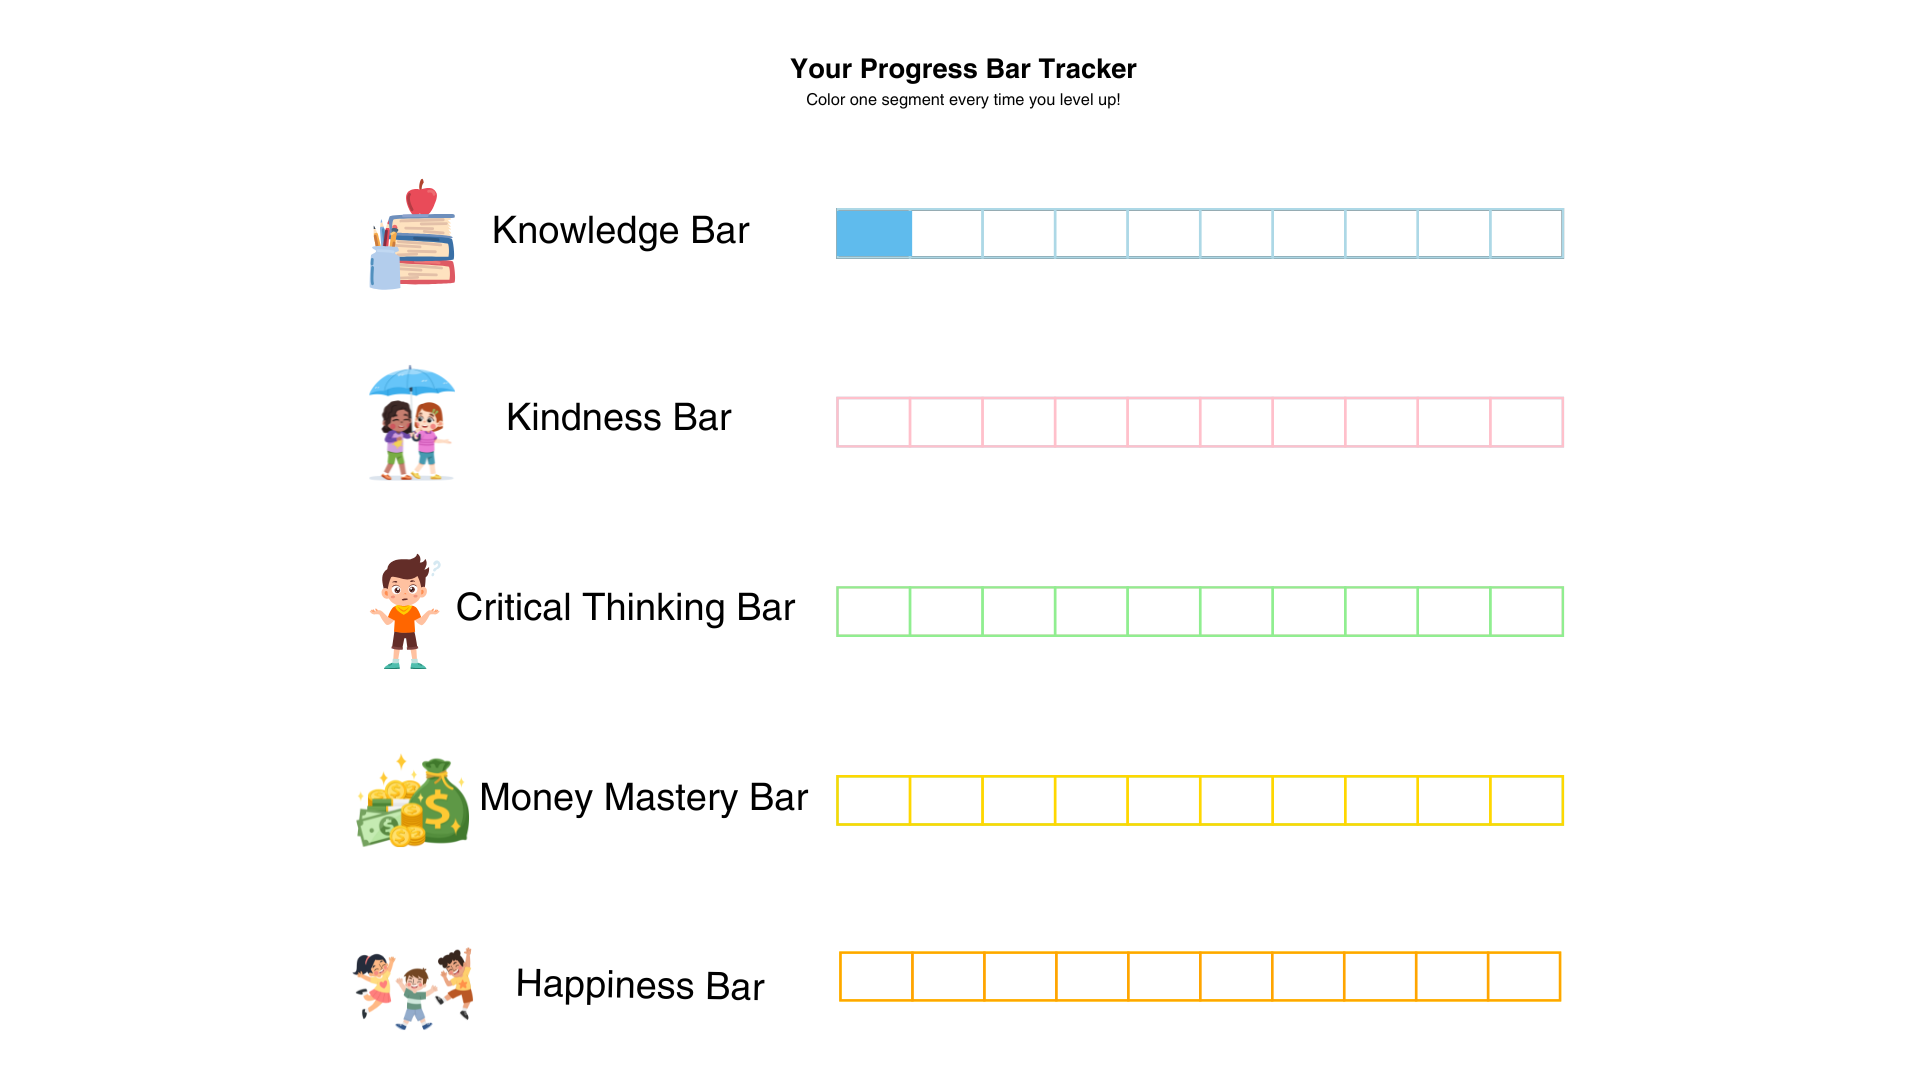 Your Progress Bar Tracker
Color one segment every time you level up!
Knowledge Bar
Kindness Bar
Critical Thinking Bar
Money Mastery Bar
Happiness Bar